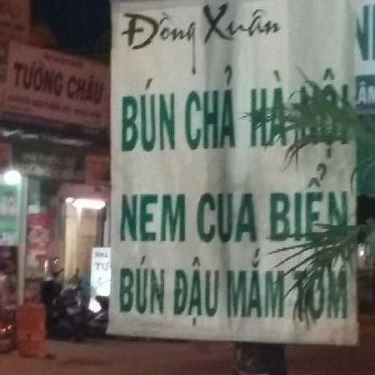 Đồng Xuân
BÚN CHẢ HÀ NỘI
NEM CUA BIỂN
BÚN ĐẬU MẮM TÔM
TƯỜNG CHÂU